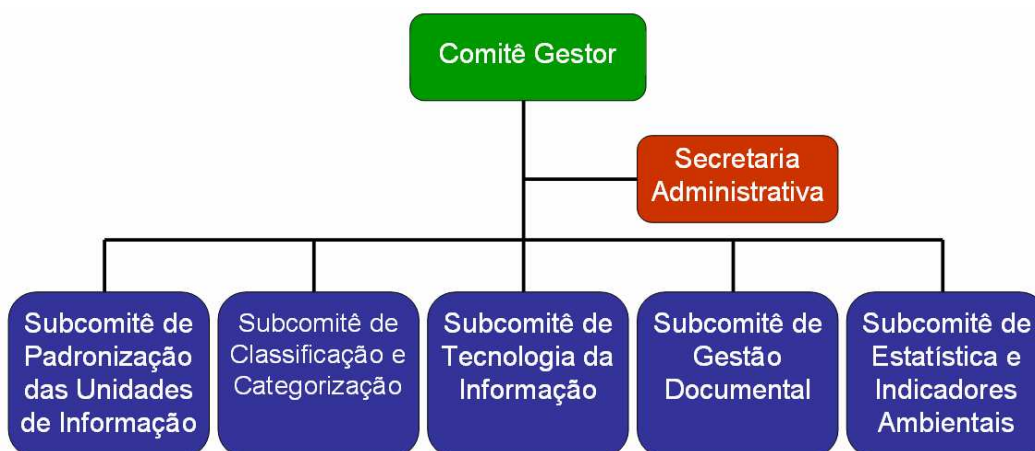 Comitê Gestor
Secretaria
Administrativa
Subcomitê de
Padronização
das Unidades
de Informação
Subcomitê de
Classificação e
Categorização
Subcomitê de
Tecnologia da
Informação
Subcomitê de
Gestão
Documental
Subcomitê de
Estatística e
Indicadores
Ambientais